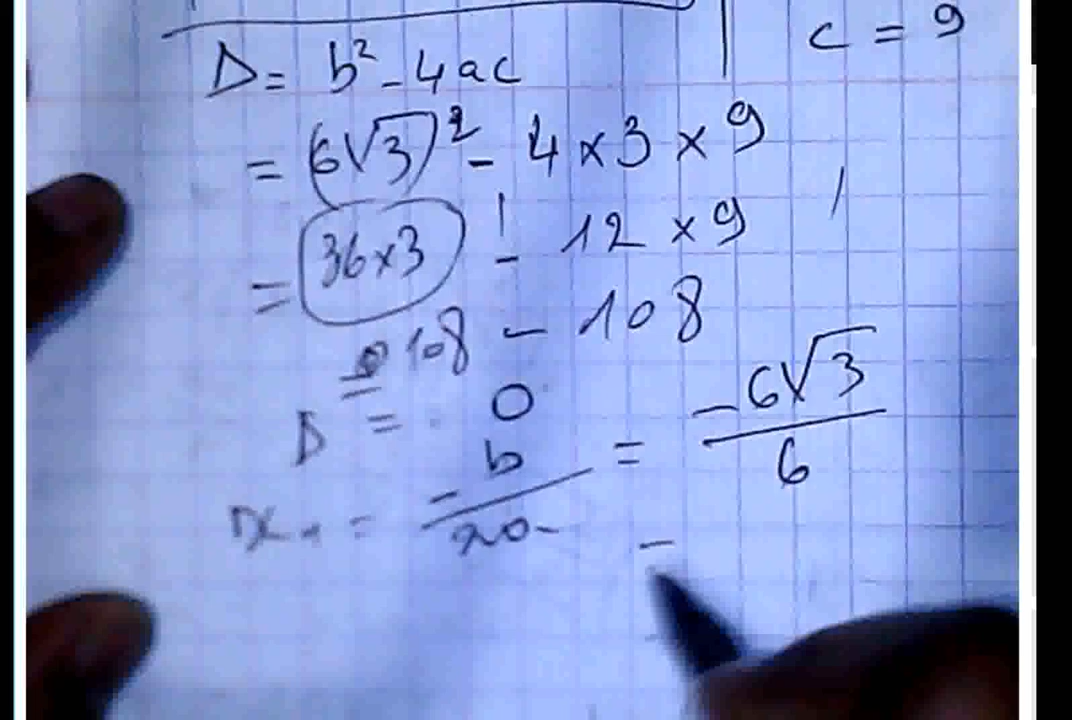 c = 9
Δ = b² - 4ac
= (6√3)² - 4 × 3 × 9
= (36×3) - 12 × 9
= 108 - 108
Δ = 0
x₁ = -b/2a = -6√3/6
=